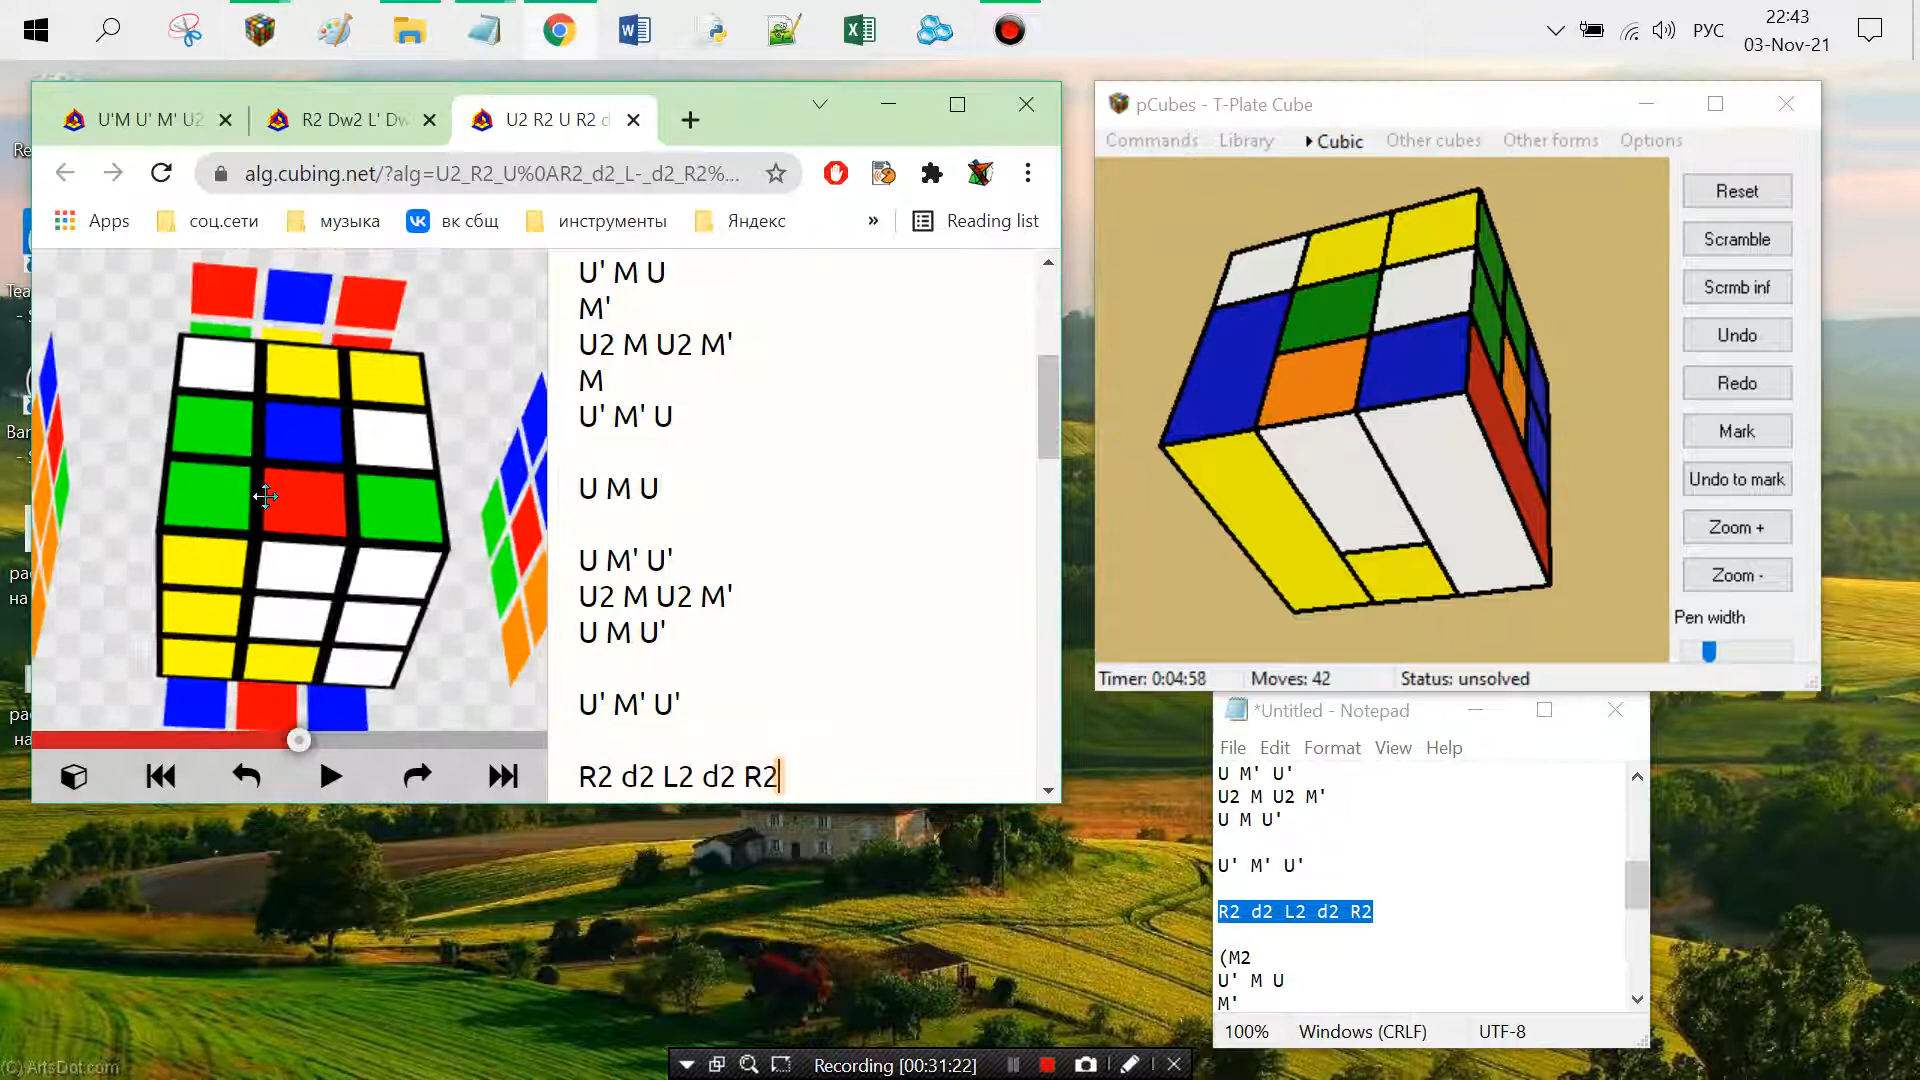 РУС
22:43
03-Nov-21
U'M U' M' U2
R2 Dw2 L' Dw
U2 R2 U R2 d
alg.cubing.net/?alg=U2_R2_U%0AR2_d2_L-_d2_R2%...
Apps
соц.сети
музыка
вк сбщ
инструменты
Яндекс
»
Reading list
U' M U
M'
U2 M U2 M'
M
U' M' U
U M U
U M' U'
U2 M U2 M'
U M U'
U' M' U'
R2 d2 L2 d2 R2
pCubes - T-Plate Cube
Commands
Library
Cubic
Other cubes
Other forms
Options
Reset
Scramble
Scrmb inf
Undo
Redo
Mark
Undo to mark
Zoom +
Zoom -
Pen width
Timer: 0:04:58
Moves: 42
Status: unsolved
*Untitled - Notepad
File Edit Format View Help
U M' U'
U2 M U2 M'
U M U'
U' M' U'
R2 d2 L2 d2 R2
(M2
U' M U
M'
100%
Windows (CRLF)
UTF-8
Recording [00:31:22]
(C) ArtsDot.com